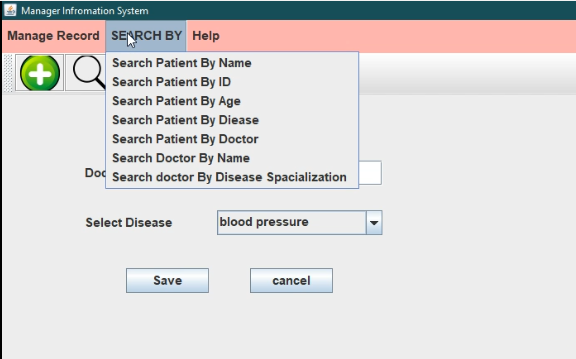 Manager Infromation System
Manage Record SEARCH BY Help
Search Patient By Name
Search Patient By ID
Search Patient By Age
Search Patient By Diease
Search Patient By Doctor
Search Doctor By Name
Doc
Search doctor By Disease Spacialization
Select Disease blood pressure
Save cancel